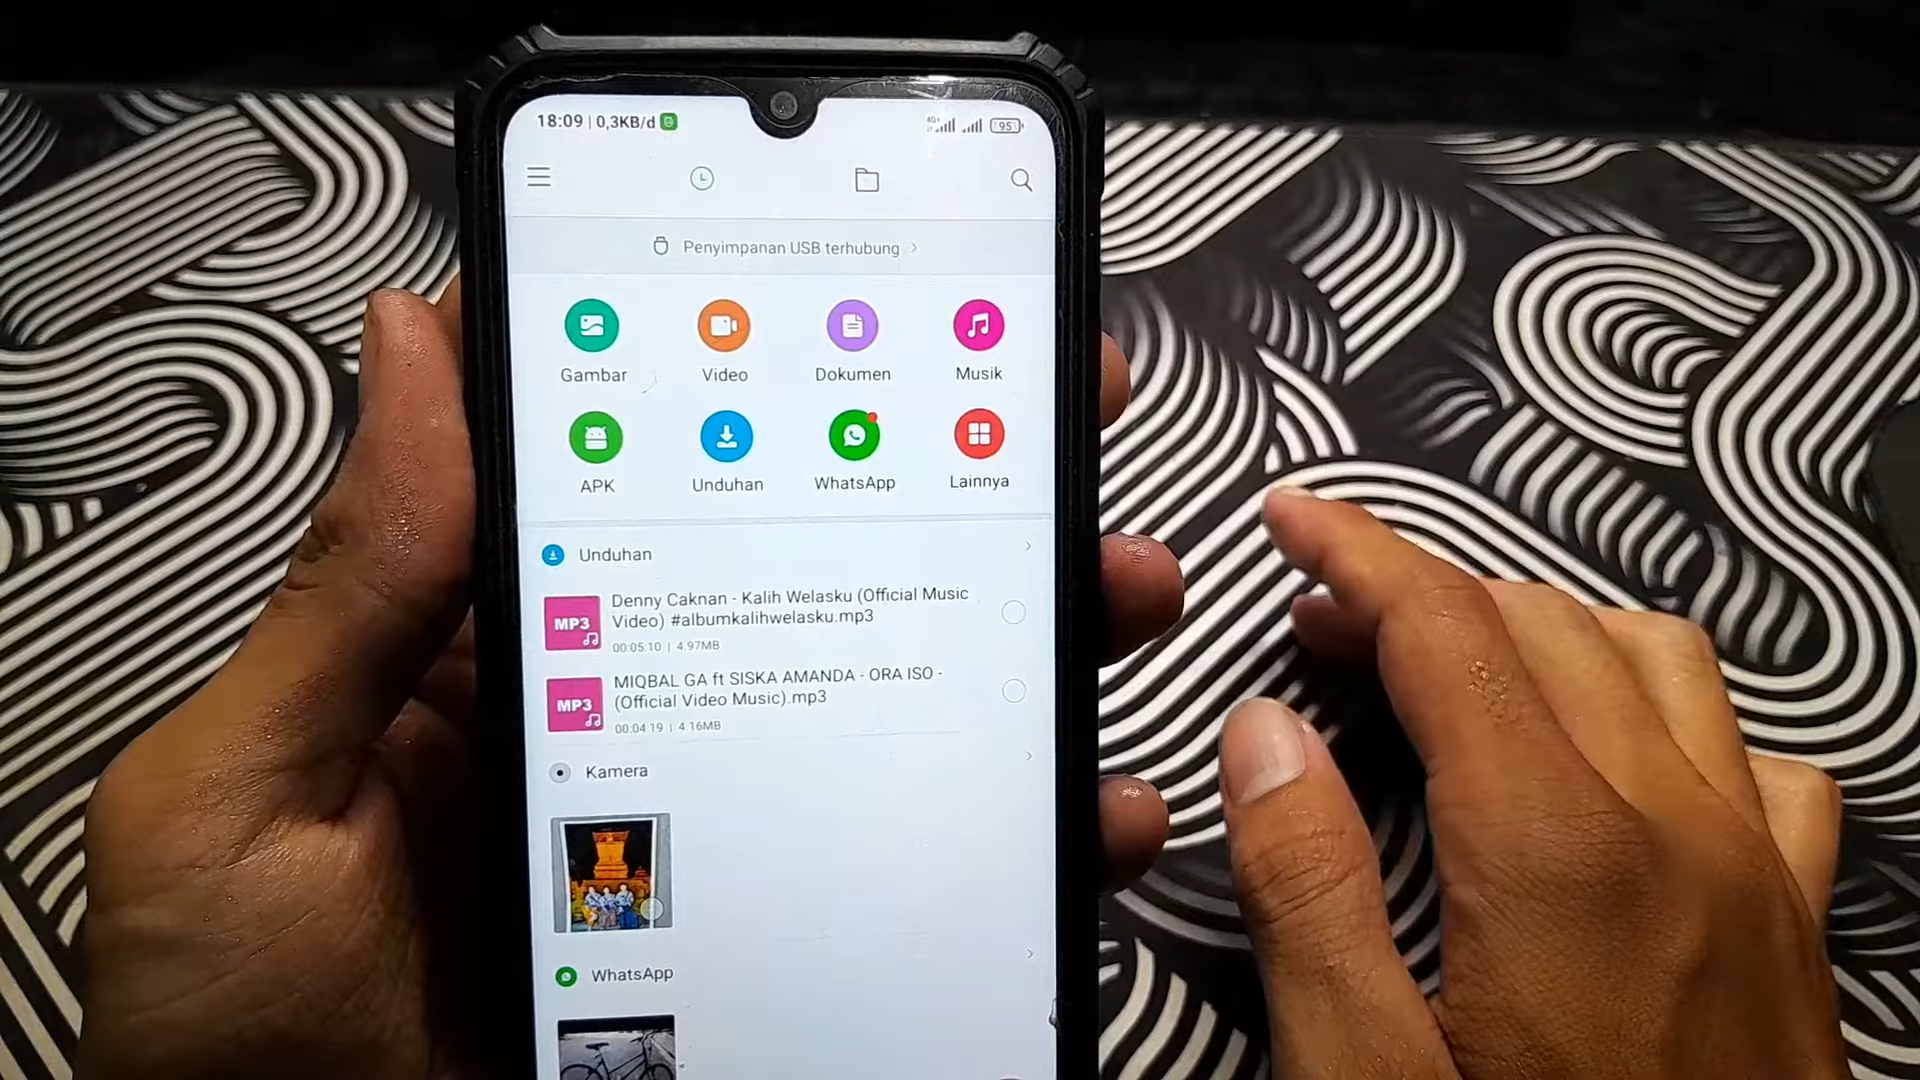 18:09 | 0,3KB/d
4G+
95
Penyimpanan USB terhubung
Gambar
Video
Dokumen
Musik
APK
Unduhan
WhatsApp
Lainnya
Unduhan
MP3
Denny Caknan - Kalih Welasku (Official Music
Video) #albumkalihwelasku.mp3
00:05:10 | 4.97MB
MP3
MIQBAL GA ft SISKA AMANDA - ORA ISO -
(Official Video Music).mp3
00:04:19 | 4.16MB
Kamera
WhatsApp